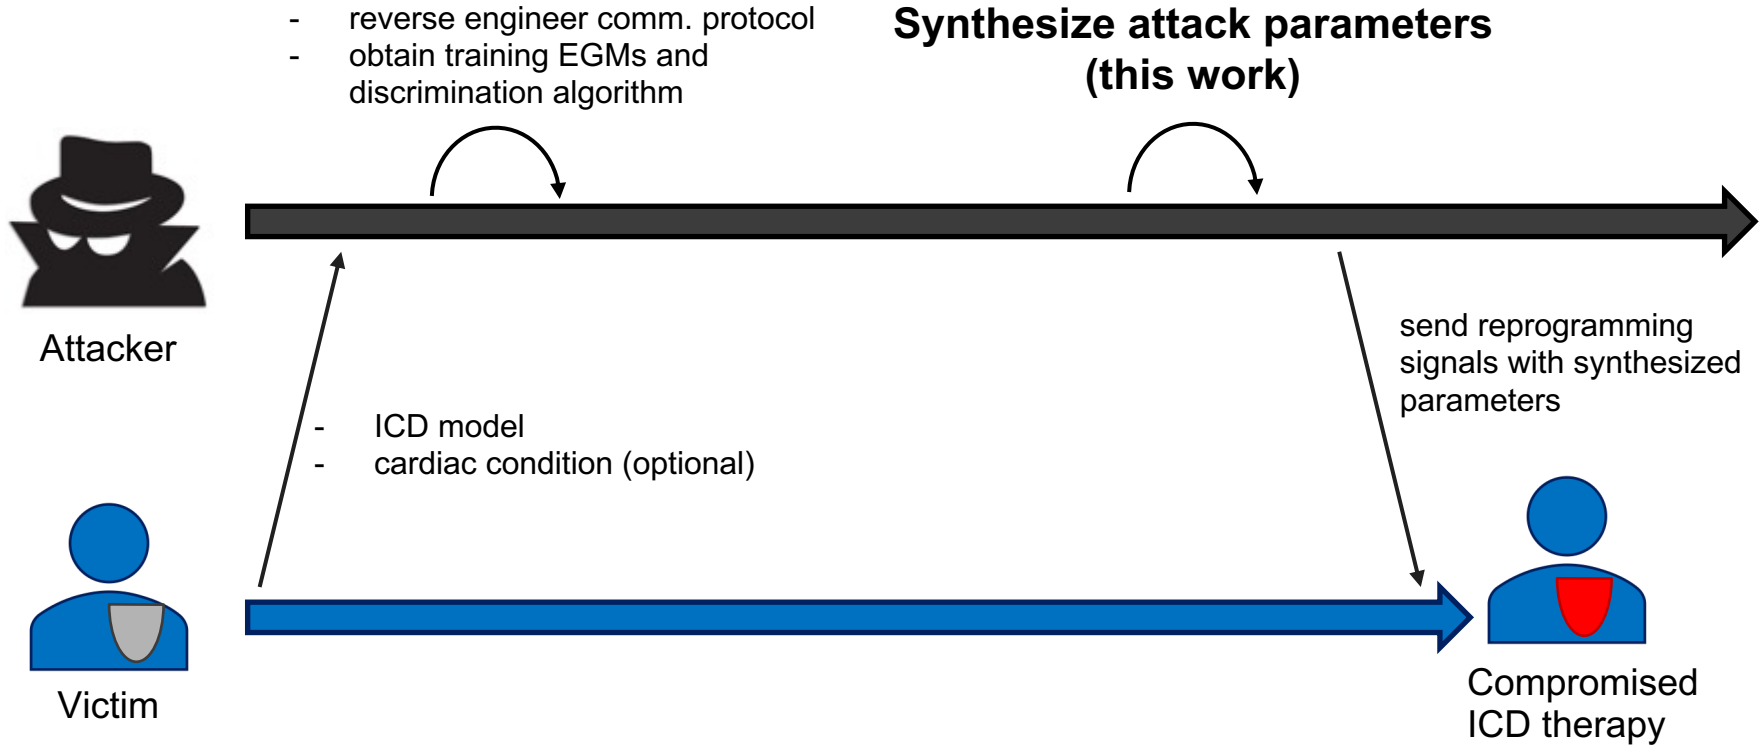 - reverse engineer comm. protocol
- obtain training EGMs and
discrimination algorithm
Synthesize attack parameters
(this work)
Attacker
send reprogramming
signals with synthesized
parameters
- ICD model
- cardiac condition (optional)
Victim
Compromised
ICD therapy